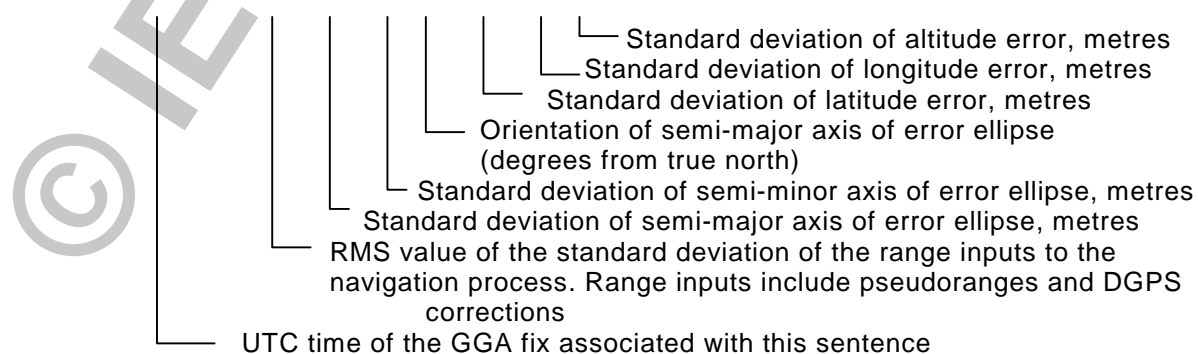 Standard deviation of altitude error, metres
Standard deviation of longitude error, metres
Standard deviation of latitude error, metres
Orientation of semi-major axis of error ellipse
(degrees from true north)
Standard deviation of semi-minor axis of error ellipse, metres
Standard deviation of semi-major axis of error ellipse, metres
RMS value of the standard deviation of the range inputs to the
navigation process. Range inputs include pseudoranges and DGPS
corrections
UTC time of the GGA fix associated with this sentence
©